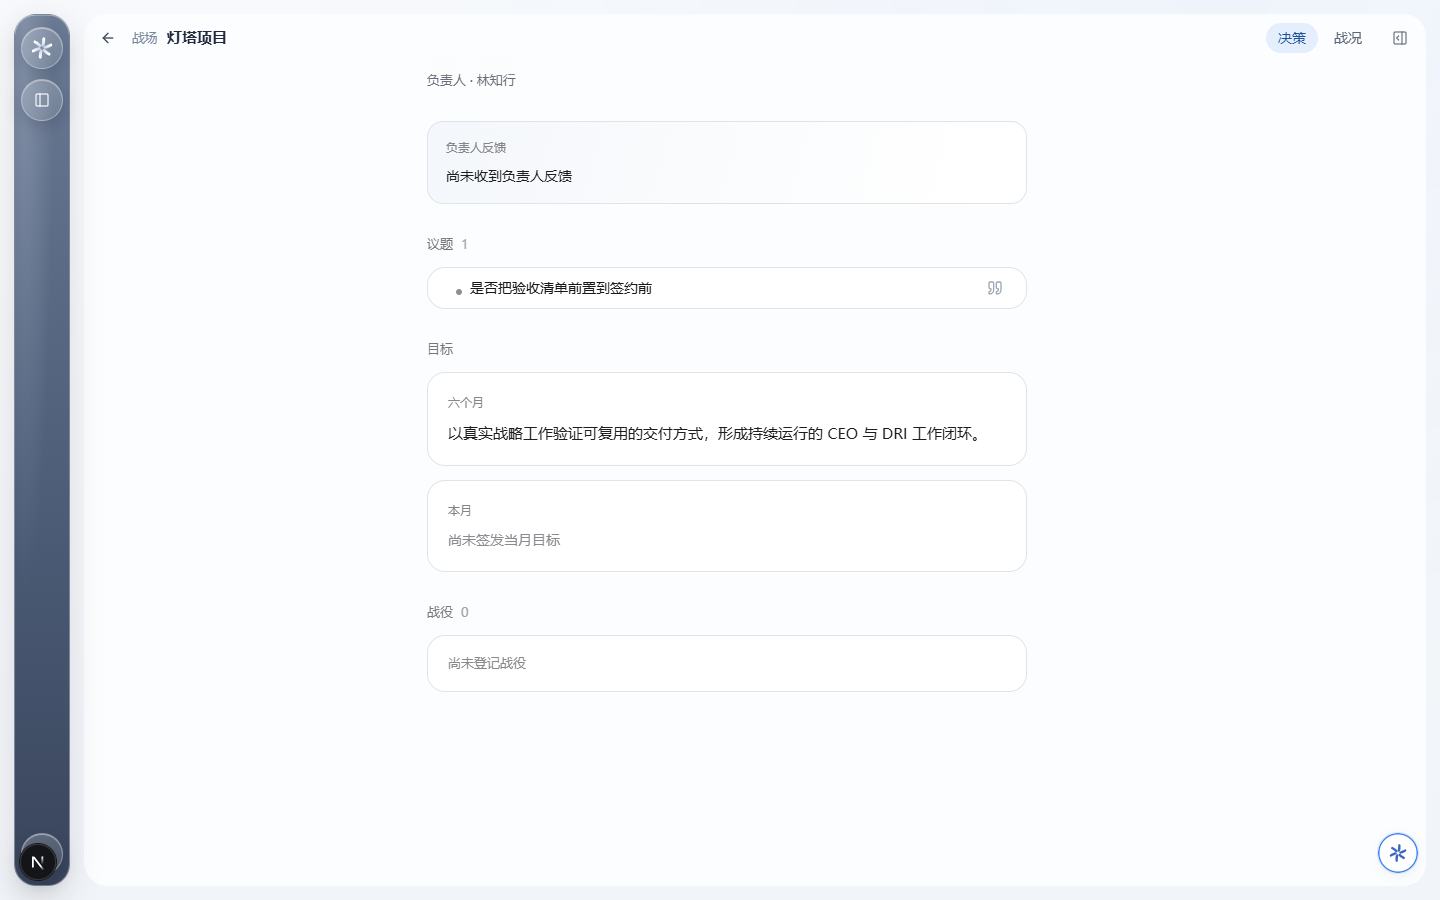 战场 灯塔项目
决策 战况
负责人 · 林知行
负责人反馈
尚未收到负责人反馈
议题 1
是否把验收清单前置到签约前
目标
六个月
以真实战略工作验证可复用的交付方式，形成持续运行的 CEO 与 DRI 工作闭环。
本月
尚未签发当月目标
战役 0
尚未登记战役
N